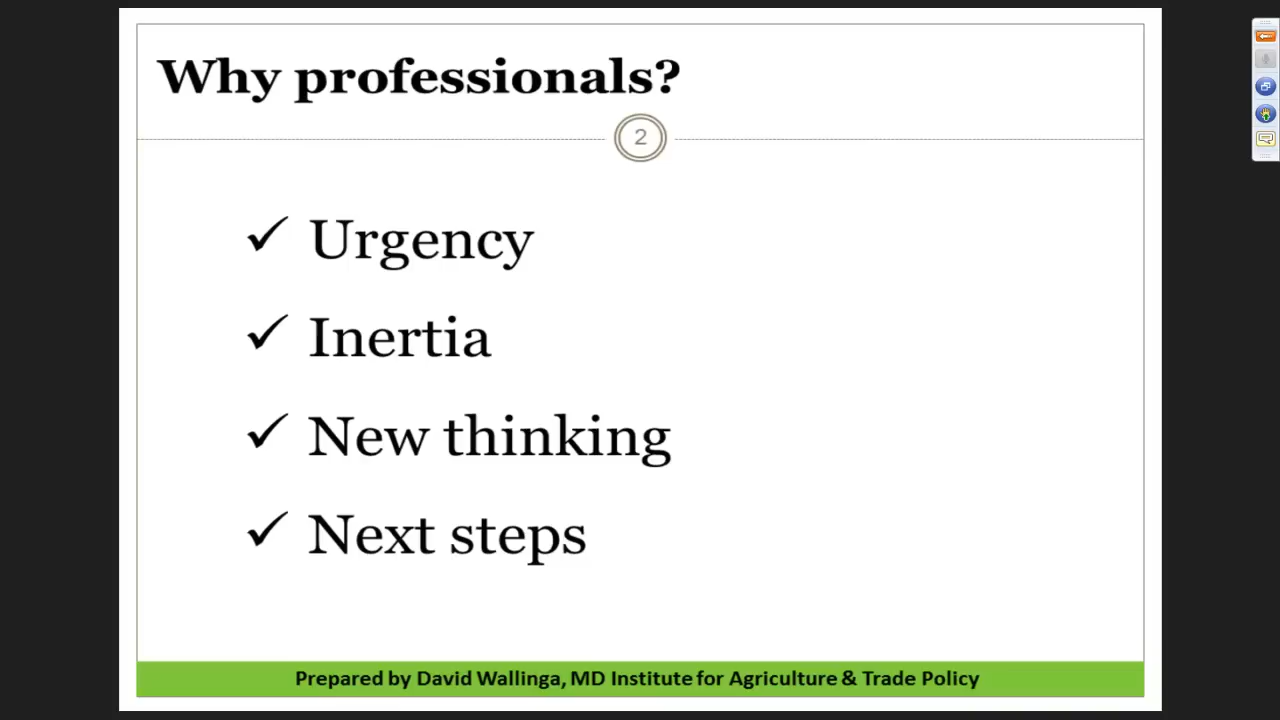 Why professionals?
2
✓ Urgency
✓ Inertia
✓ New thinking
✓ Next steps
Prepared by David Wallinga, MD Institute for Agriculture & Trade Policy